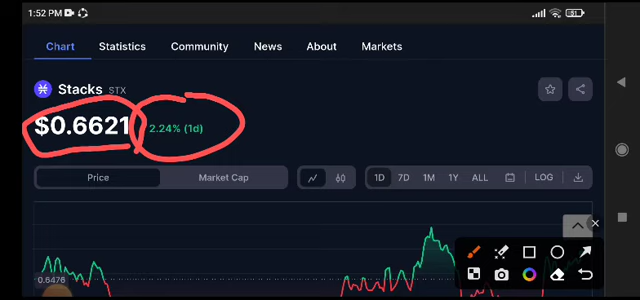 1:52 PM
51
Chart Statistics Community News About Markets
Stacks STX
$0.6621 2.24% (1d)
Price Market Cap 1D 7D 1M 1Y ALL LOG
0.6476